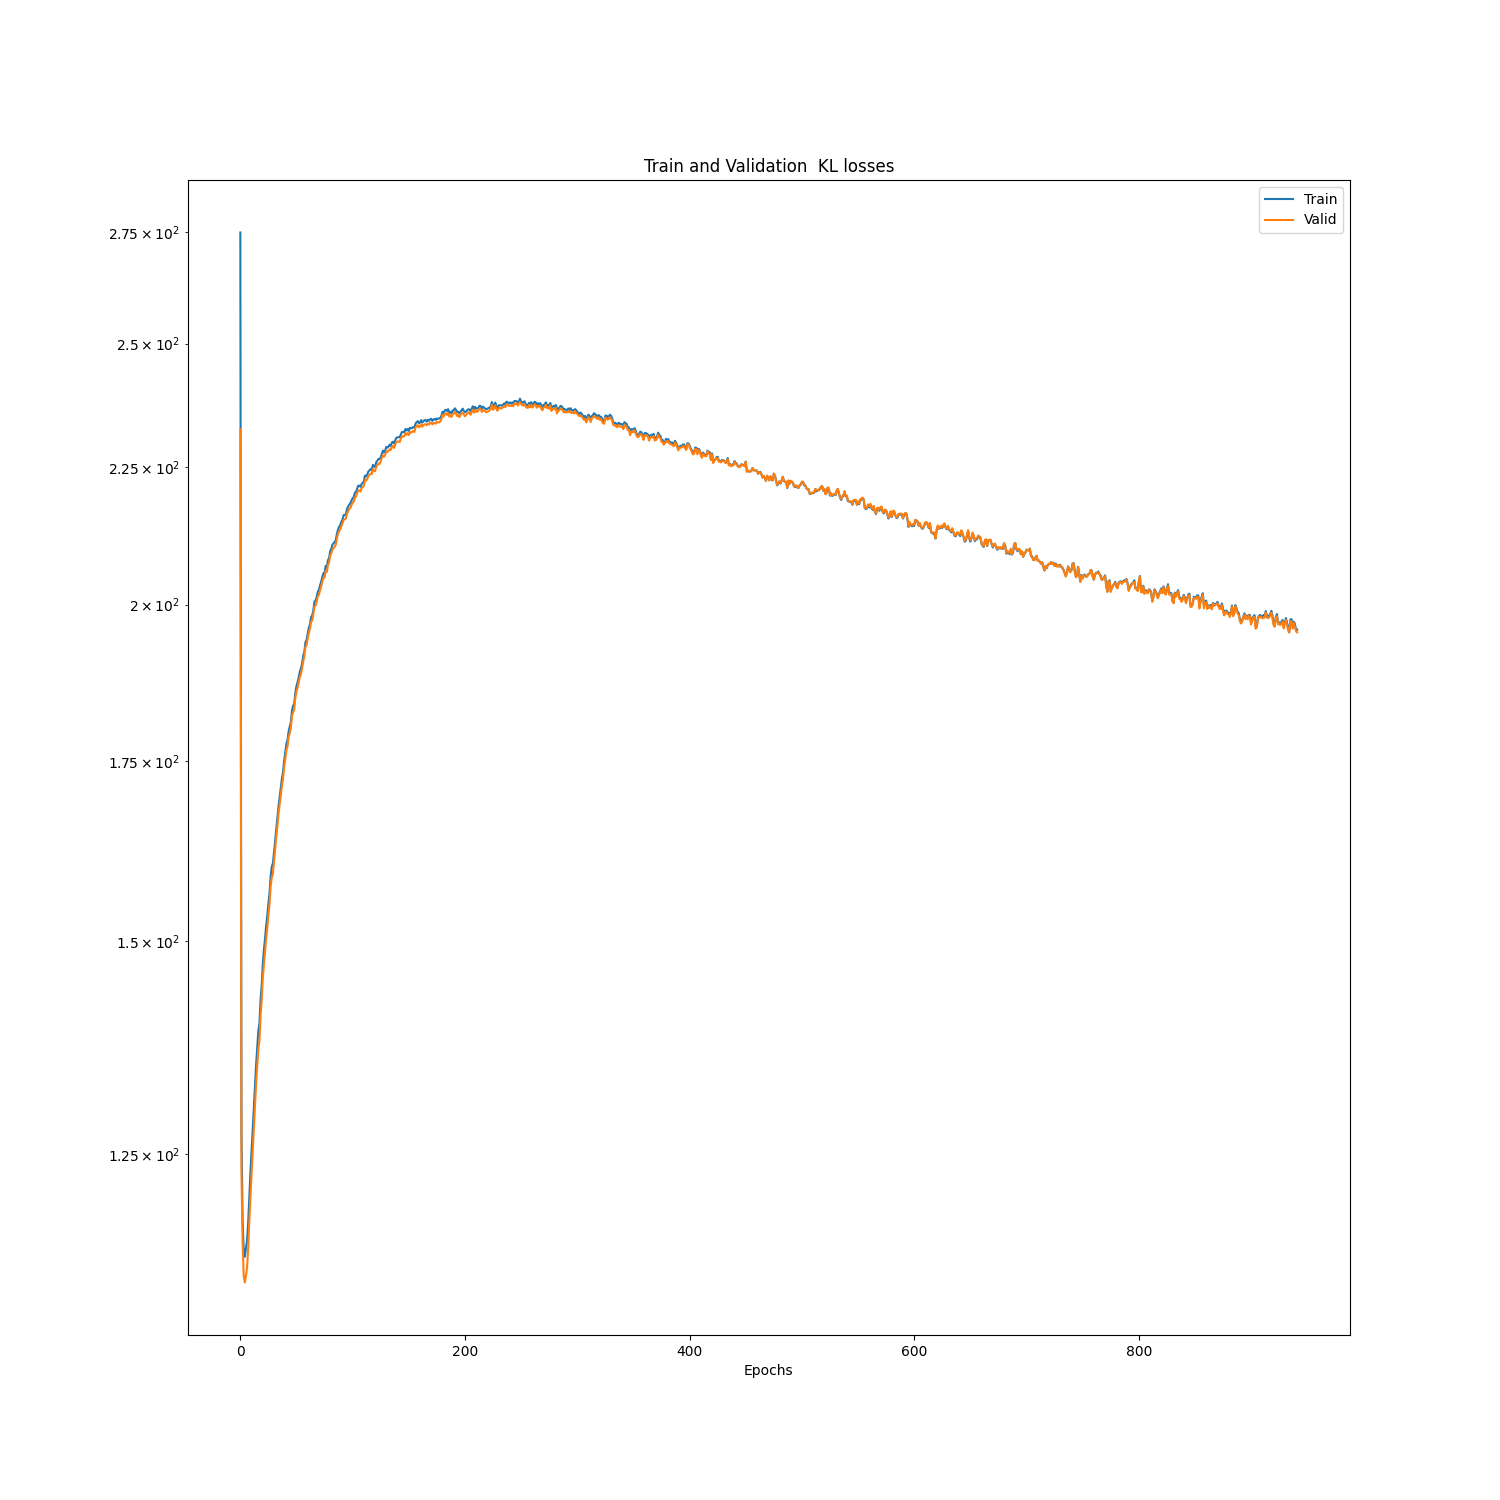 Train and Validation  KL losses
Train
Valid
2.75 × 10²
2.5 × 10²
2.25 × 10²
2 × 10²
1.75 × 10²
1.5 × 10²
1.25 × 10²
0 200 400 600 800
Epochs